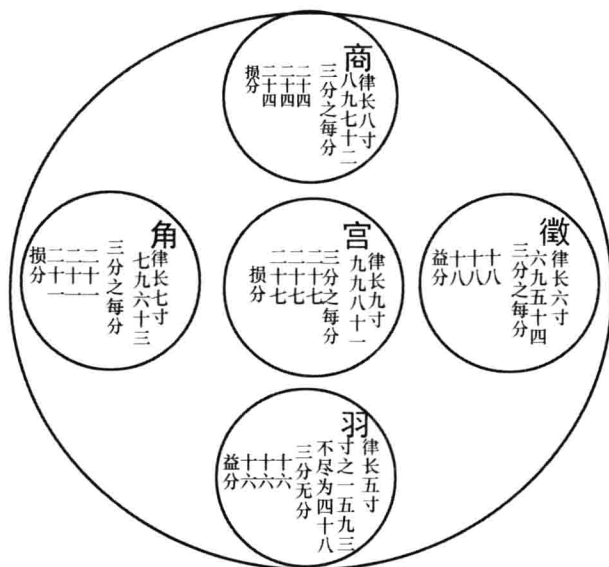 商
律长八寸
八九七十二
三分之每分
二十四
二十四
二十四
损分
角
律长七寸
七九六十三
三分之每分
二十一
二十一
二十一
损分
宫
律长九寸
九九八十一
三分之每分
二十七
二十七
二十七
损分
徵
律长六寸
六九五十四
三分之每分
十八
十八
十八
益分
羽
律长五寸
寸之一五九三
不尽为四十八
三分无分
十六
十六
十六
益分